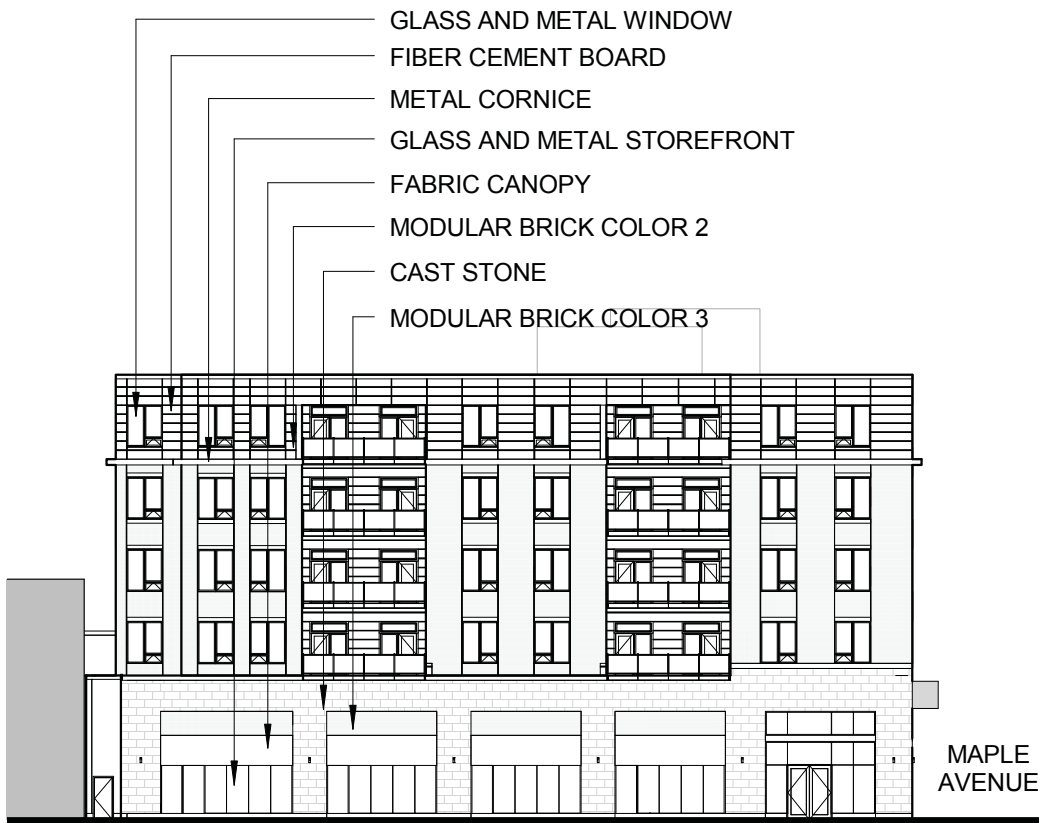 GLASS AND METAL WINDOW
FIBER CEMENT BOARD
METAL CORNICE
GLASS AND METAL STOREFRONT
FABRIC CANOPY
MODULAR BRICK COLOR 2
CAST STONE
MODULAR BRICK COLOR 3
MAPLE
AVENUE